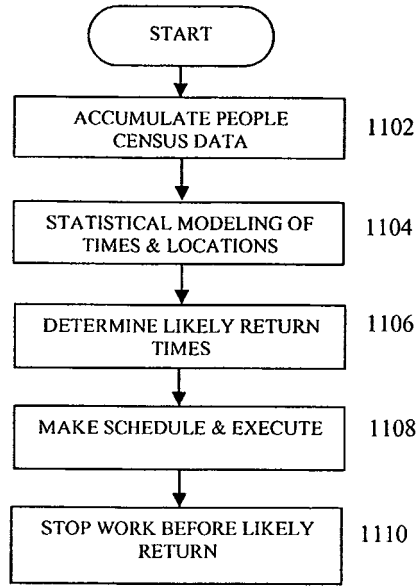 START
ACCUMULATE PEOPLE
CENSUS DATA
1102
STATISTICAL MODELING OF
TIMES & LOCATIONS
1104
DETERMINE LIKELY RETURN
TIMES
1106
MAKE SCHEDULE & EXECUTE
1108
STOP WORK BEFORE LIKELY
RETURN
1110